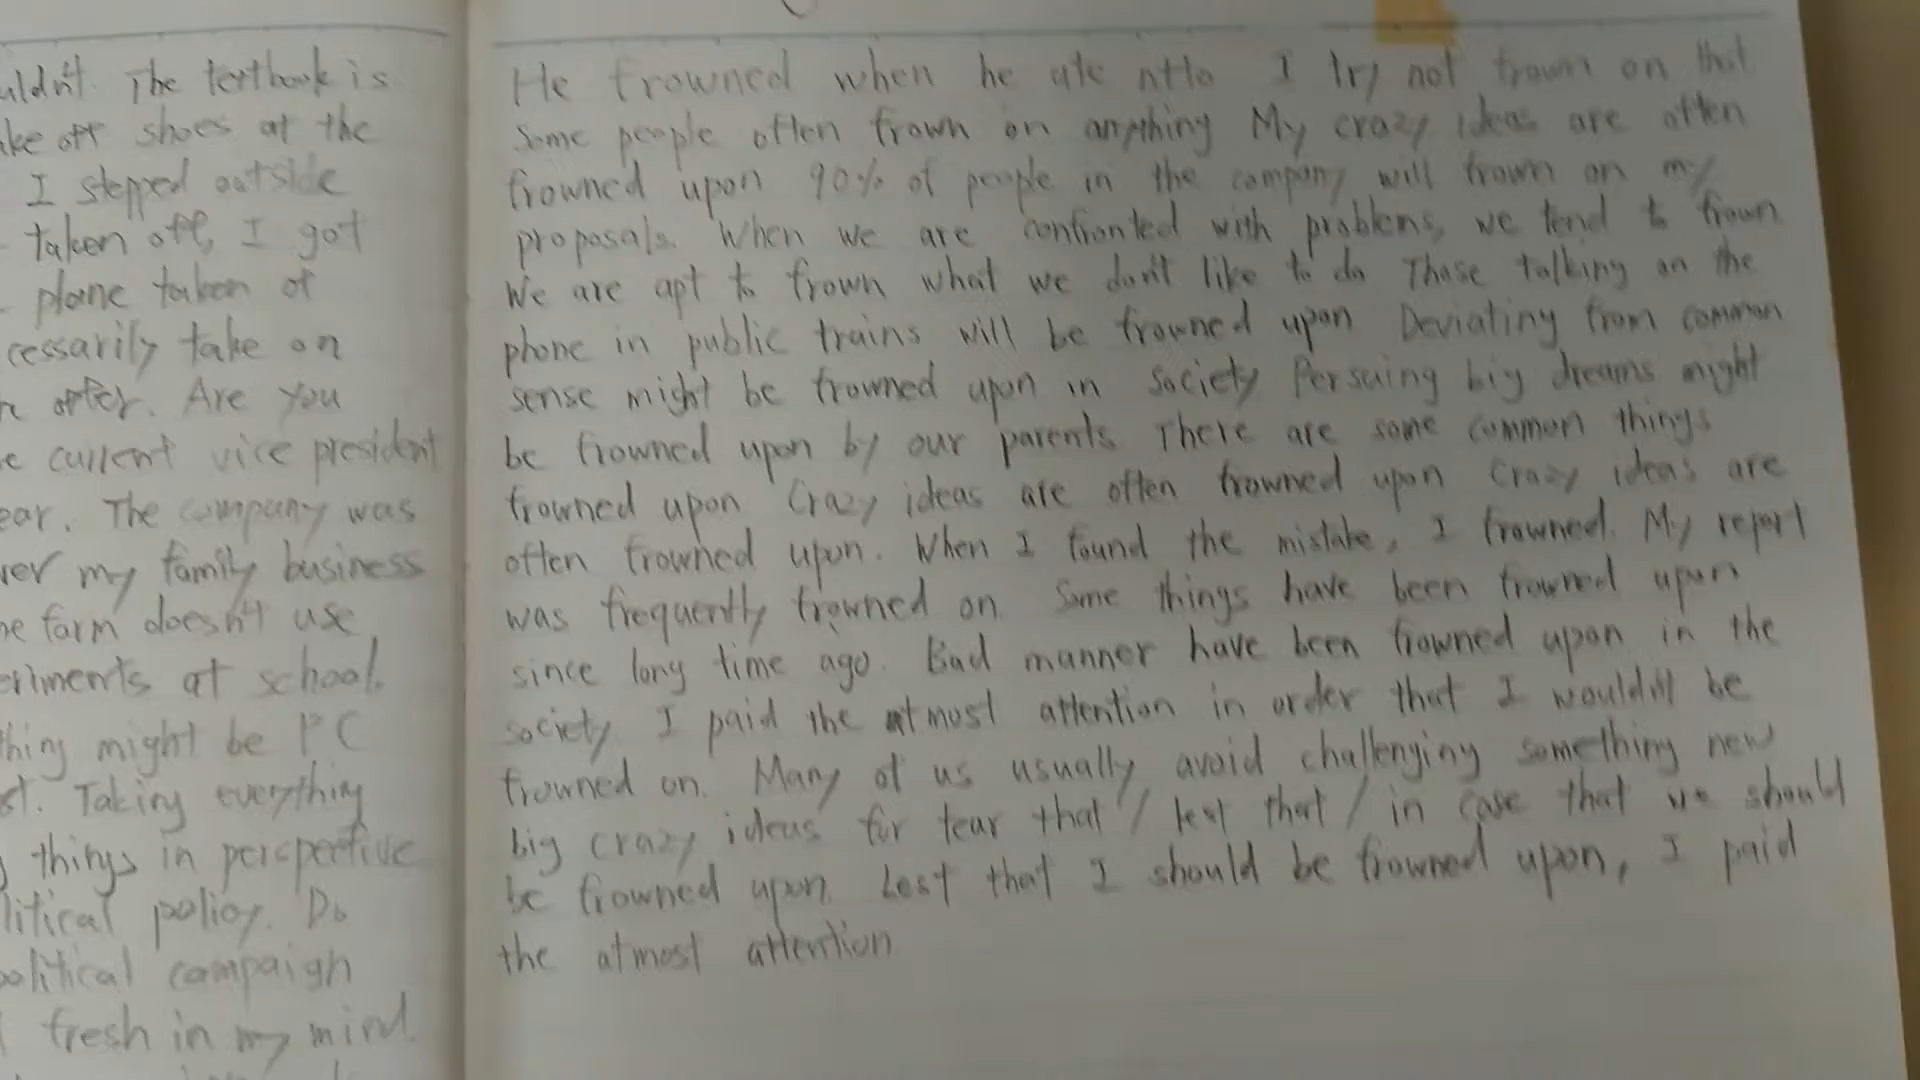 uldn't. The textbook is
ke off shoes at the
I stepped outside
taken off, I got
plane taken of
cessarily take on
offer. Are you
e current vice president
ear. The company was
ver my family business
he farm doesn't use
eriments at school.
thing might be PC
st. Taking everything
things in perspective
litical policy. Do
political campaign
fresh in my mind.
He frowned when he ate natto I try not frown on that
Some people often frown on anything My crazy ideas are often
frowned upon 90% of people in the company will frown on my
proposals. When we are confronted with problems, we tend to frown
We are apt to frown what we don't like to do Those talking on the
phone in public trains will be frowned upon Deviating from common
sense might be frowned upon in society Persuing big dreams might
be frowned upon by our parents There are some common things
frowned upon Crazy ideas are often frowned upon Crazy ideas are
often frowned upon. When I found the mistake, I frowned. My report
was frequently frowned on Some things have been frowned upon
since long time ago. Bad manner have been frowned upon in the
society I paid the atmost attention in order that I wouldn't be
frowned on. Many of us usually avoid challenging something new
big crazy ideas for fear that / lest that / in case that we should
be frowned upon. Lest that I should be frowned upon, I paid
the atmost attention